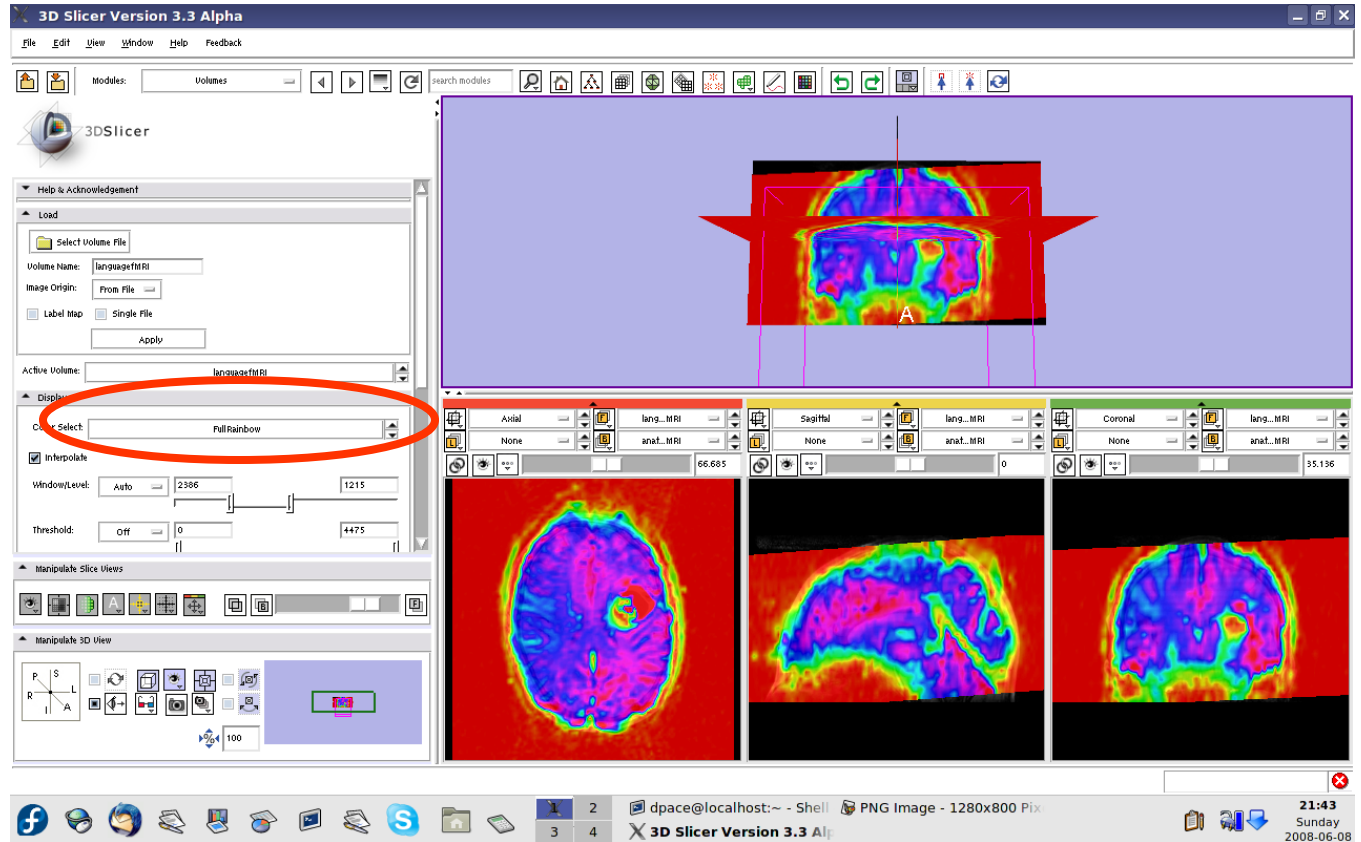 3D Slicer Version 3.3 Alpha
File Edit View Window Help Feedback
Modules: Volumes search modules
3DSlicer
Help & Acknowledgement
Load
Select Volume File
Volume Name: languagefMRI
Image Origin: From File
Label Map Single File
Apply
Active Volume: languagefMRI
Display
Color Select: FullRainbow
Interpolate
Window/Level: Auto 2386 1215
Threshold: Off 0 4475
Manipulate Slice Views
A
B F
Manipulate 3D View
P S
R L
I A
% 100
A
Axial F lang...MRI
L None B anat...MRI
66.685
Sagittal F lang...MRI
L None B anat...MRI
0
Coronal F lang...MRI
L None B anat...MRI
35.136
1 2
3 4
dpace@localhost:~ - Shell
PNG Image - 1280x800 Pix
3D Slicer Version 3.3 Alp
21:43
Sunday
2008-06-08